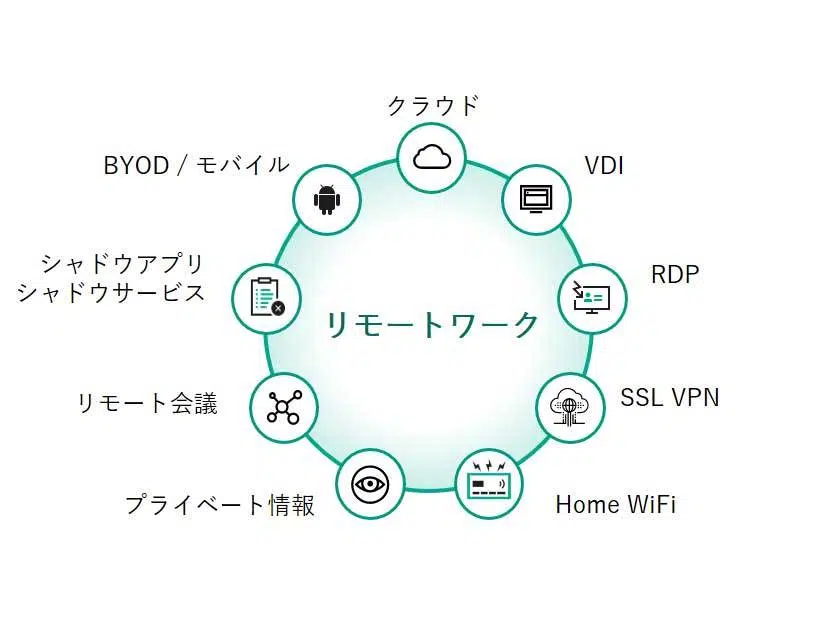 クラウド
BYOD / モバイル
VDI
シャドウアプリ
シャドウサービス
RDP
リモートワーク
リモート会議
SSL VPN
プライベート情報
Home WiFi